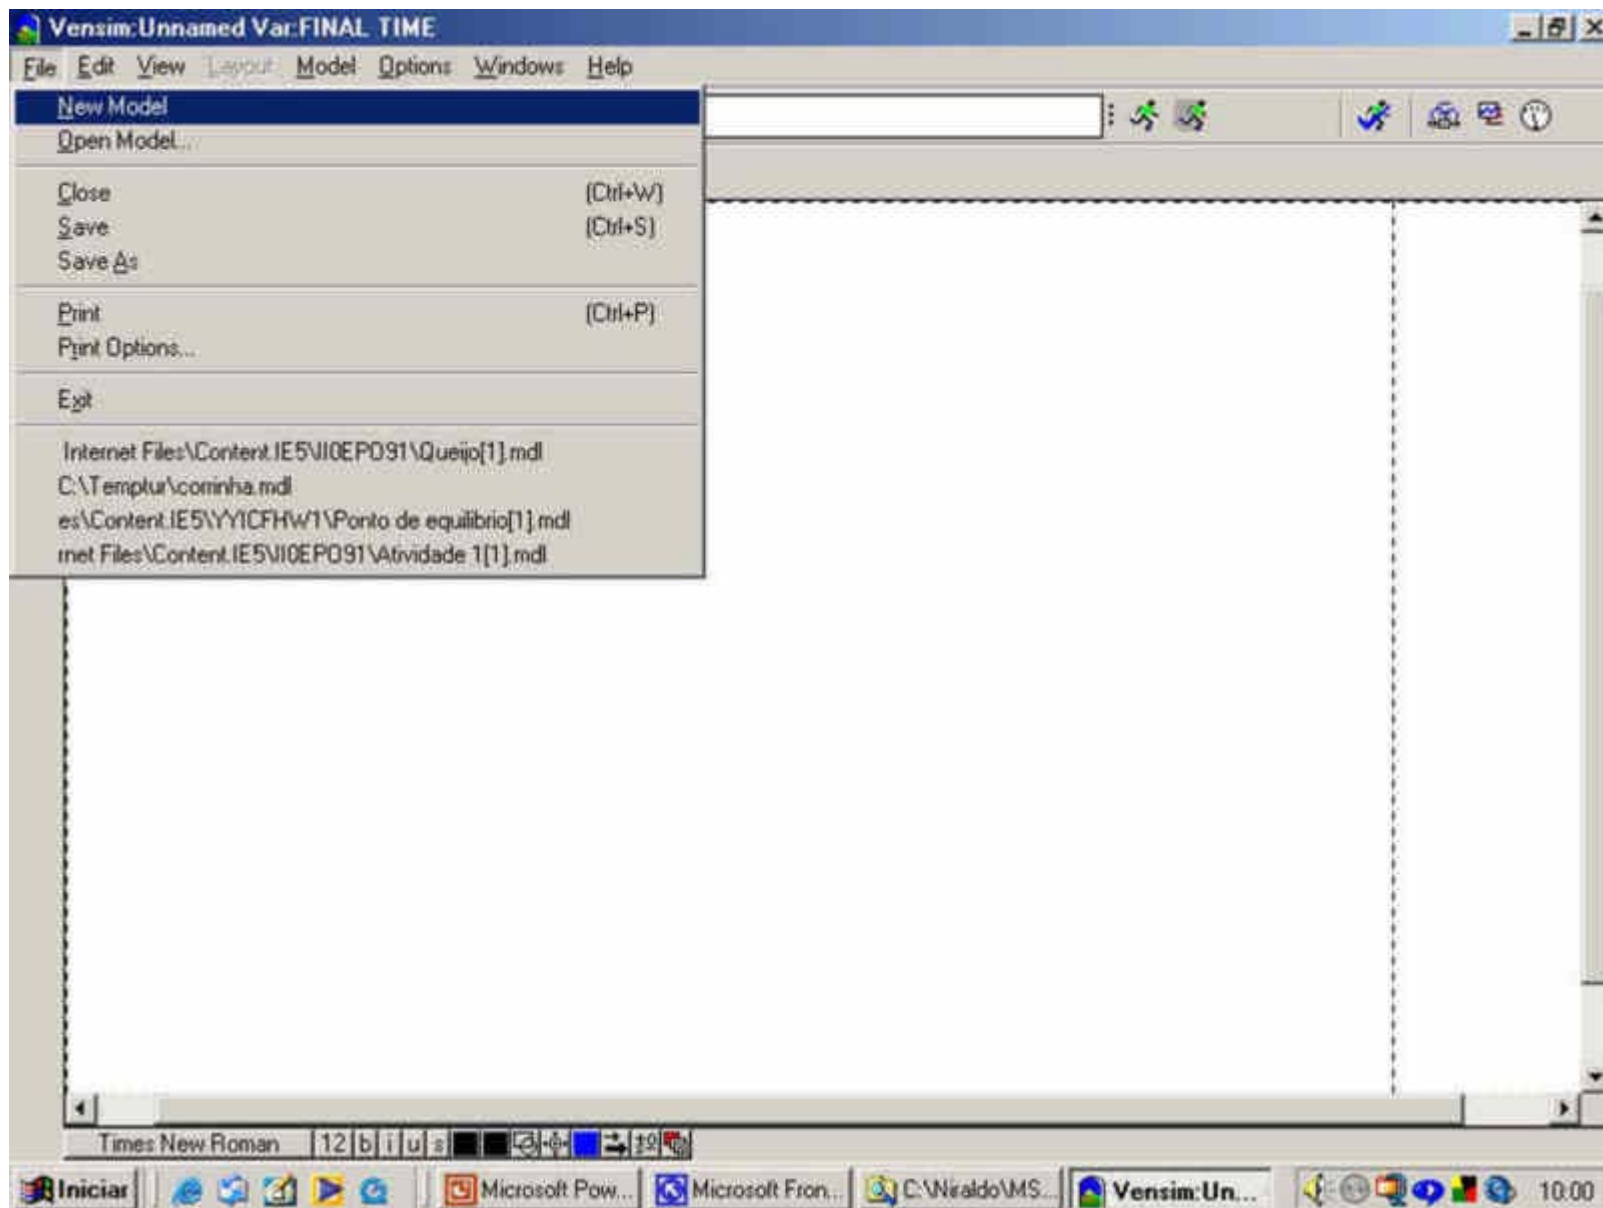 Vensim:Unnamed Var:FINAL TIME
File Edit View Layout Model Options Windows Help
New Model
Open Model...
Close (Ctrl+W)
Save (Ctrl+S)
Save As
Print (Ctrl+P)
Print Options...
Exit
Internet Files\Content.IE5\II0EPO91\Queijo[1].mdl
C:\Temptur\corrinha.mdl
es\Content.IE5\YYICFHW1\Ponto de equilibrio[1].mdl
rnet Files\Content.IE5\II0EPO91\Atividade 1[1].mdl
Times New Roman 12 b i u s
Iniciar Microsoft Pow... Microsoft Fron... C:\Niraldo\MS... Vensim:Un... 10:00